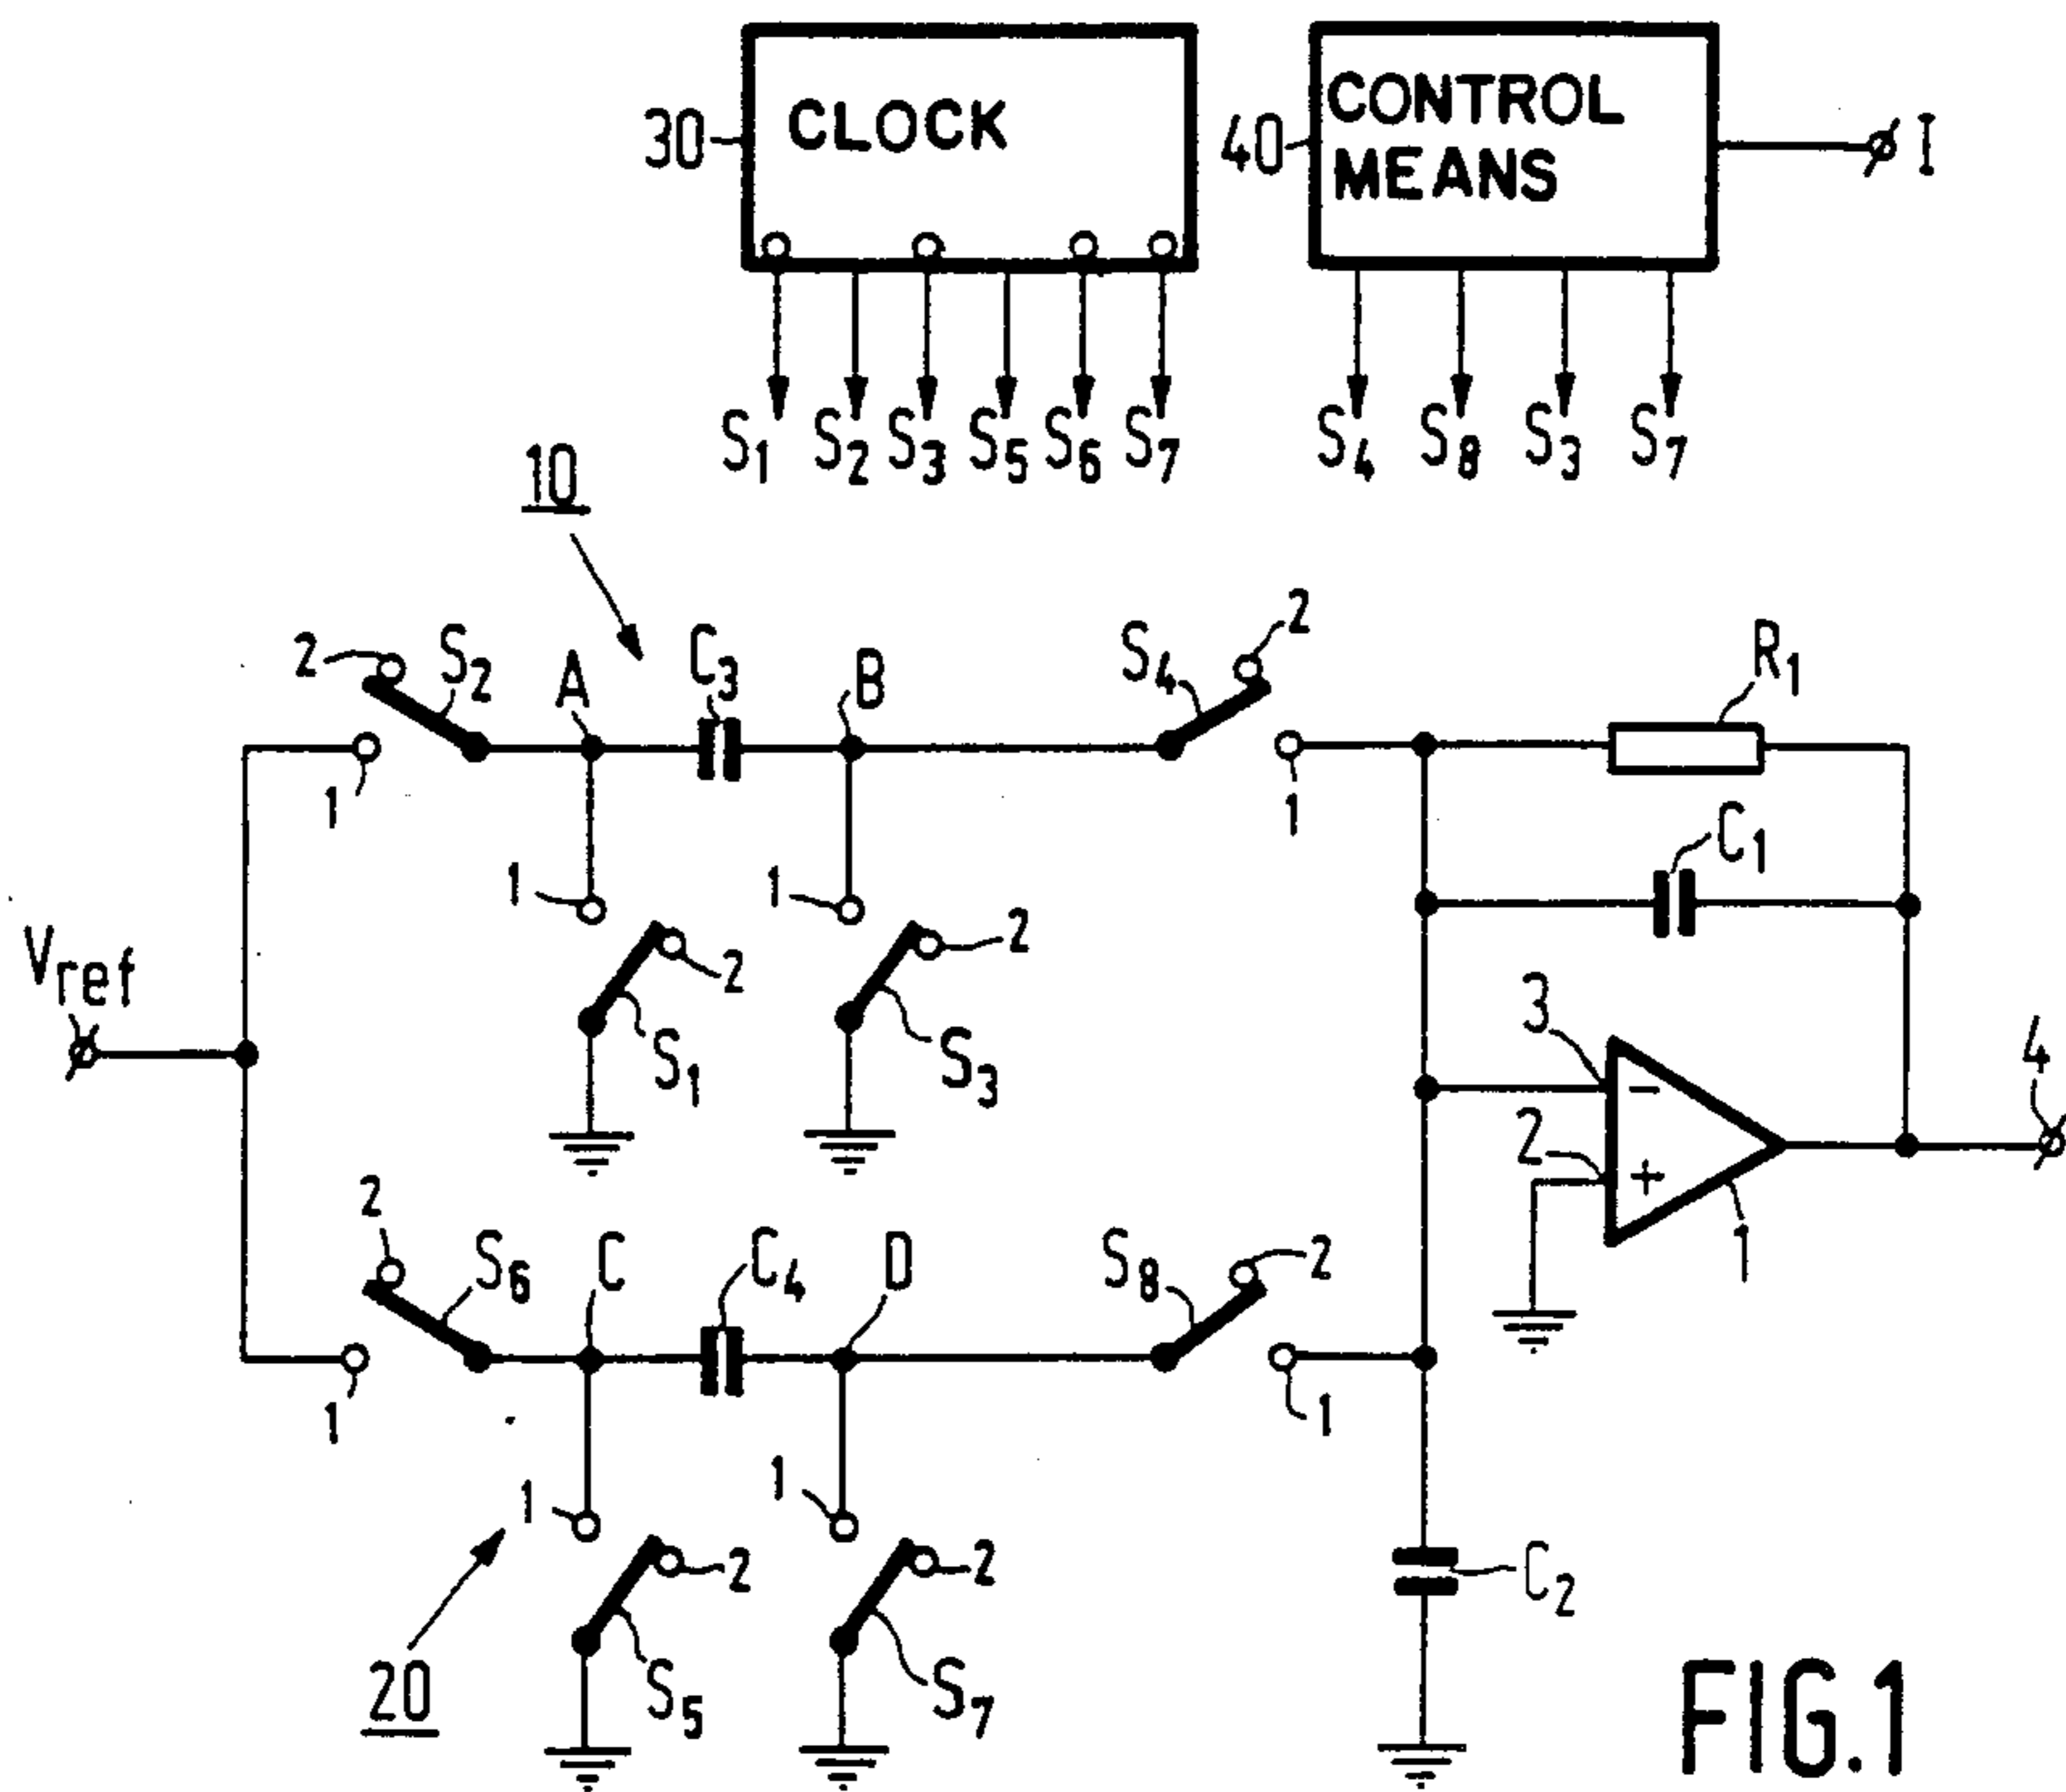 30 CLOCK
40 CONTROL MEANS I
S1 S2 S3 S5 S6 S7
S4 S8 S3 S7
10
2 S2 A C3 B S4 2 R1
1 1
C1
1 1
2 2
Vref
S1 S3
3 4
- 
2 +
1
2 S6 C C4 D S8 2
1 1
1 1
2 2
C2
20 S5 S7
FIG.1